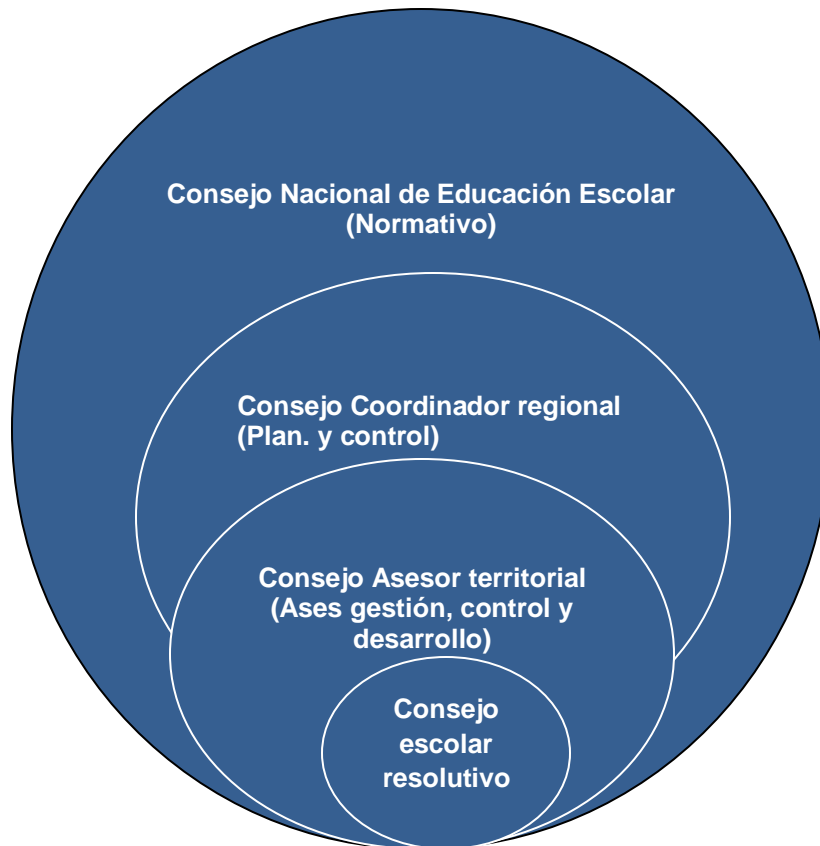 Consejo Nacional de Educación Escolar
(Normativo)
Consejo Coordinador regional
(Plan. y control)
Consejo Asesor territorial
(Ases gestión, control y
desarrollo)
Consejo
escolar
resolutivo